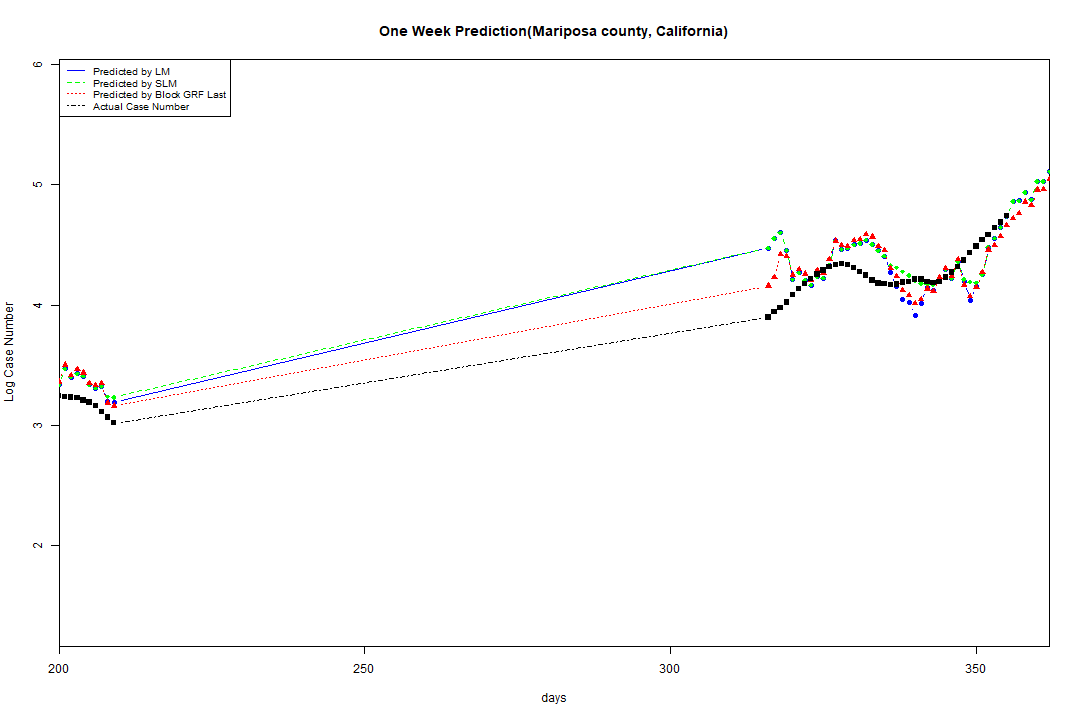 One Week Prediction(Mariposa county, California)
Predicted by LM
Predicted by SLM
Predicted by Block GRF Last
Actual Case Number
6
5
4
3
2
Log Case Number
200 250 300 350
days